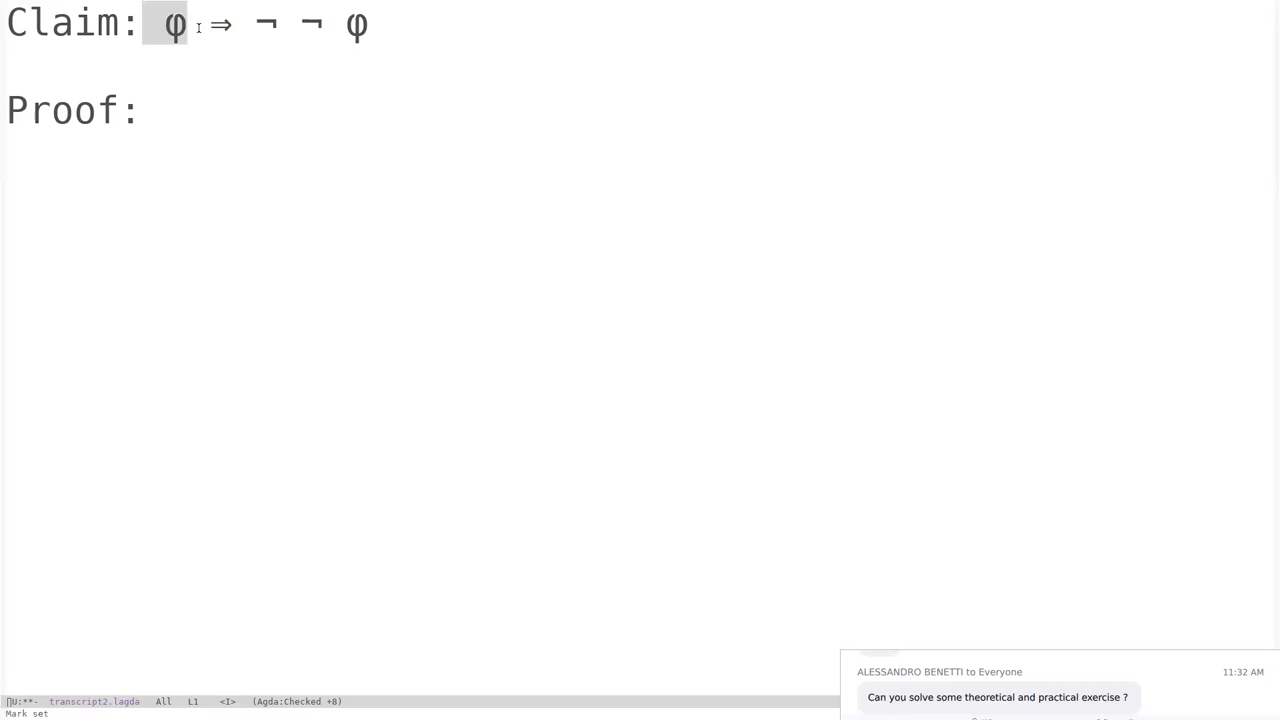 Claim: φ ⇒ ¬ ¬ φ
Proof:
ALESSANDRO BENETTI to Everyone 11:32 AM
Can you solve some theoretical and practical exercise ?
U:**- transcript2.lagda All L1 <I> (Agda:Checked +8)
Mark set